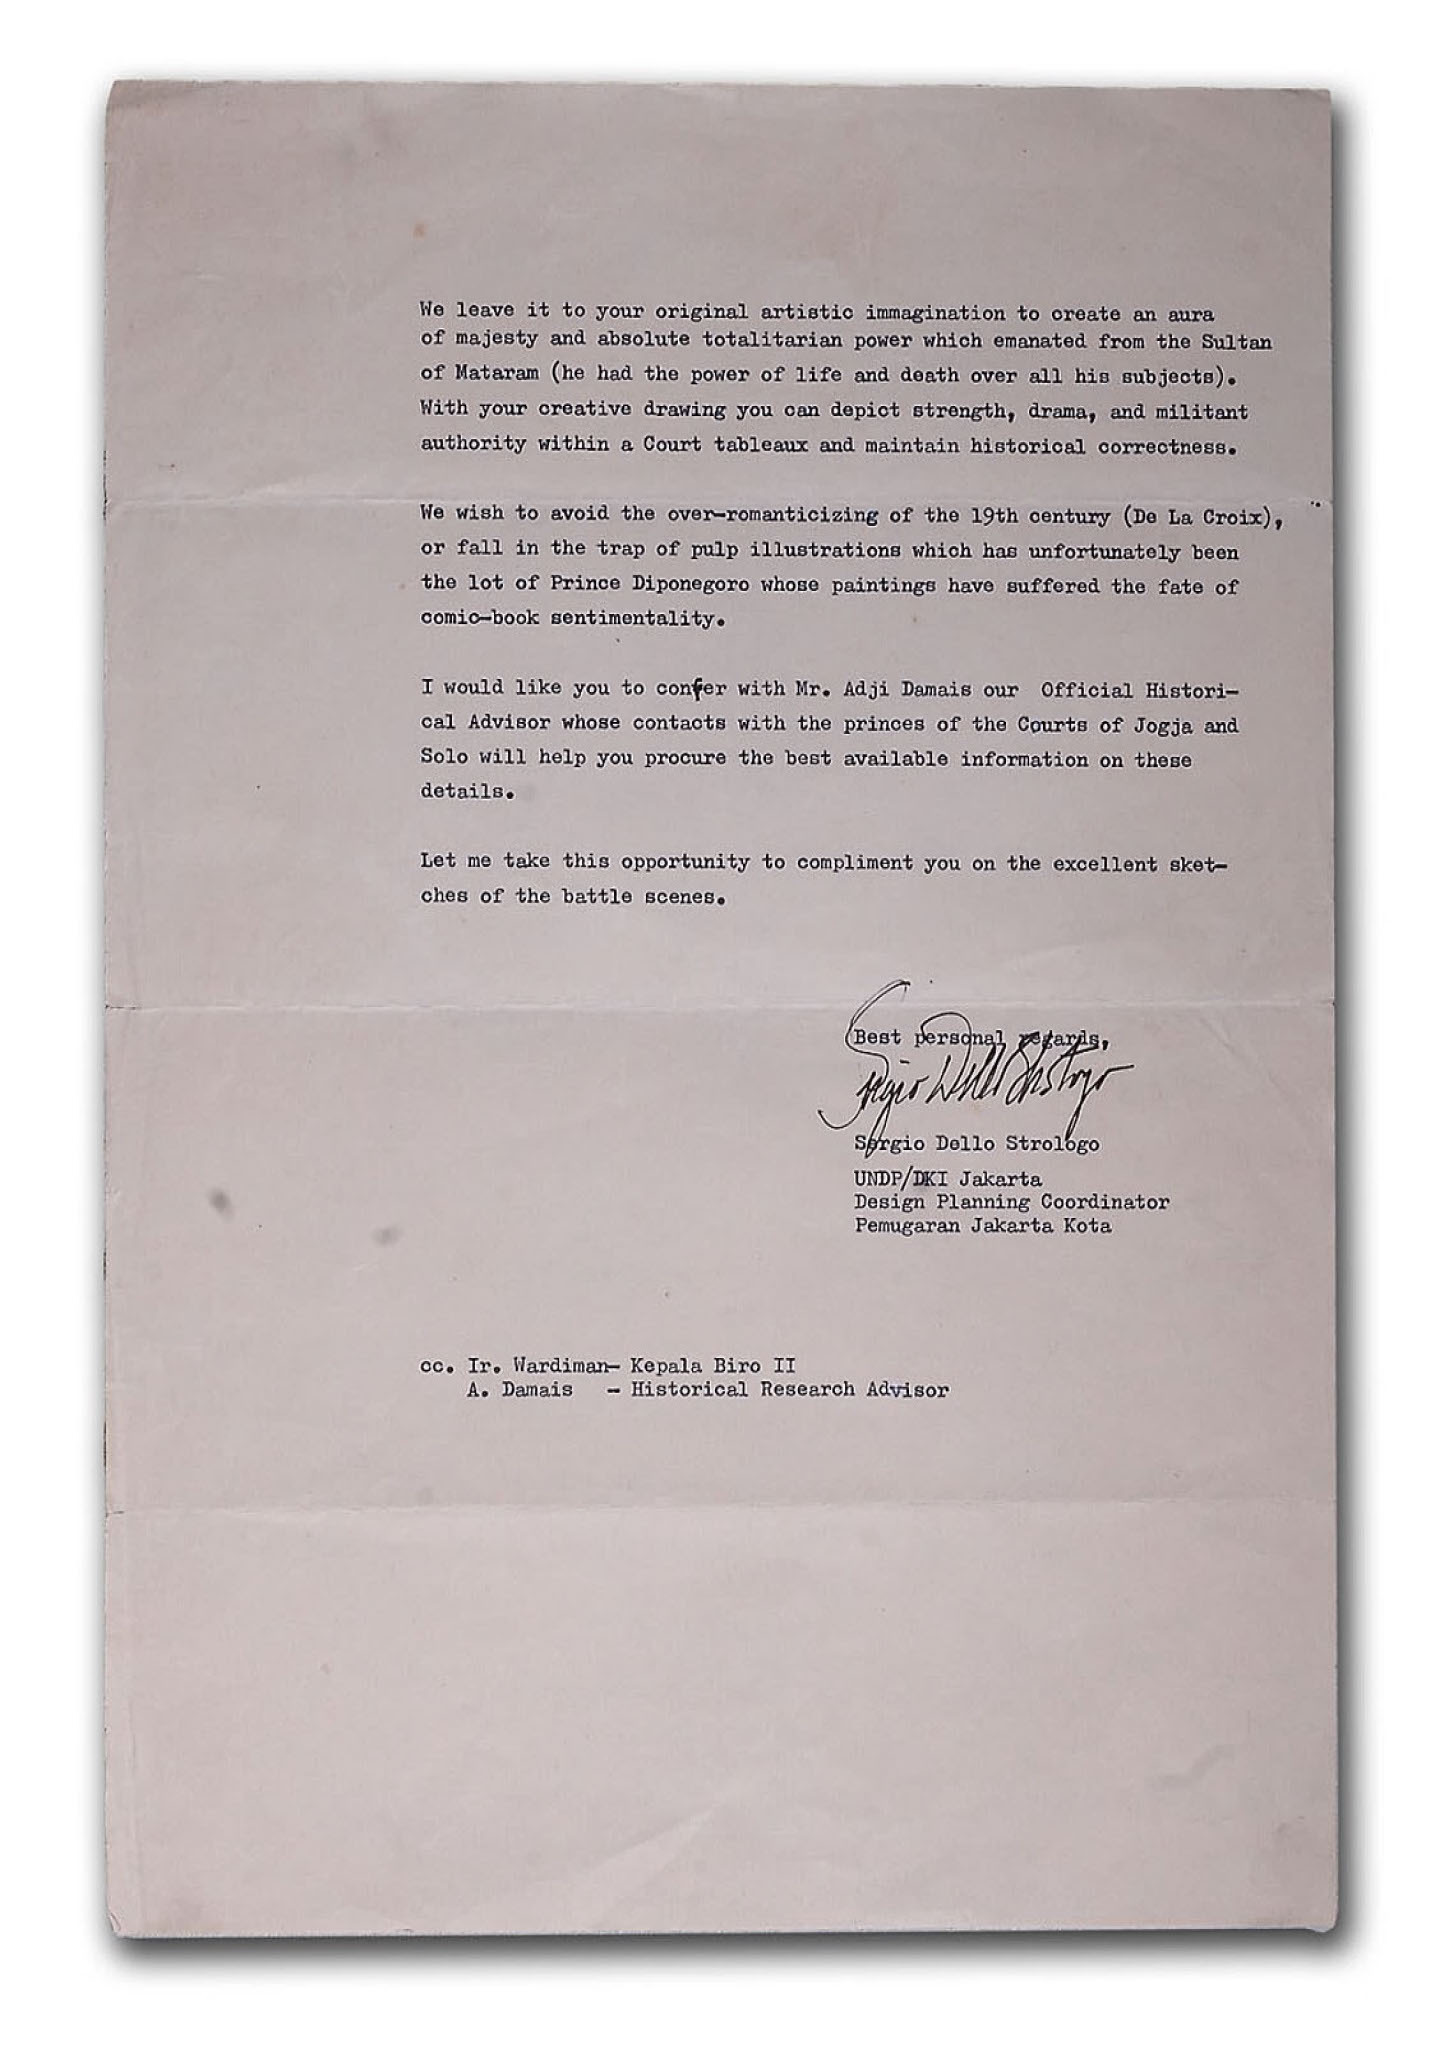 We leave it to your original artistic immagination to create an aura
of majesty and absolute totalitarian power which emanated from the Sultan
of Mataram (he had the power of life and death over all his subjects).
With your creative drawing you can depict strength, drama, and militant
authority within a Court tableaux and maintain historical correctness.
We wish to avoid the over-romanticizing of the 19th century (De La Croix),
or fall in the trap of pulp illustrations which has unfortunately been
the lot of Prince Diponegoro whose paintings have suffered the fate of
comic-book sentimentality.
I would like you to confer with Mr. Adji Damais our Official Histori-
cal Advisor whose contacts with the princes of the Courts of Jogja and
Solo will help you procure the best available information on these
details.
Let me take this opportunity to compliment you on the excellent sket-
ches of the battle scenes.
Best personal regards,
Sergio Dello Strologo
Sergio Dello Strologo
UNDP/DKI Jakarta
Design Planning Coordinator
Pemugaran Jakarta Kota
cc. Ir. Wardiman- Kepala Biro II
A. Damais - Historical Research Advisor